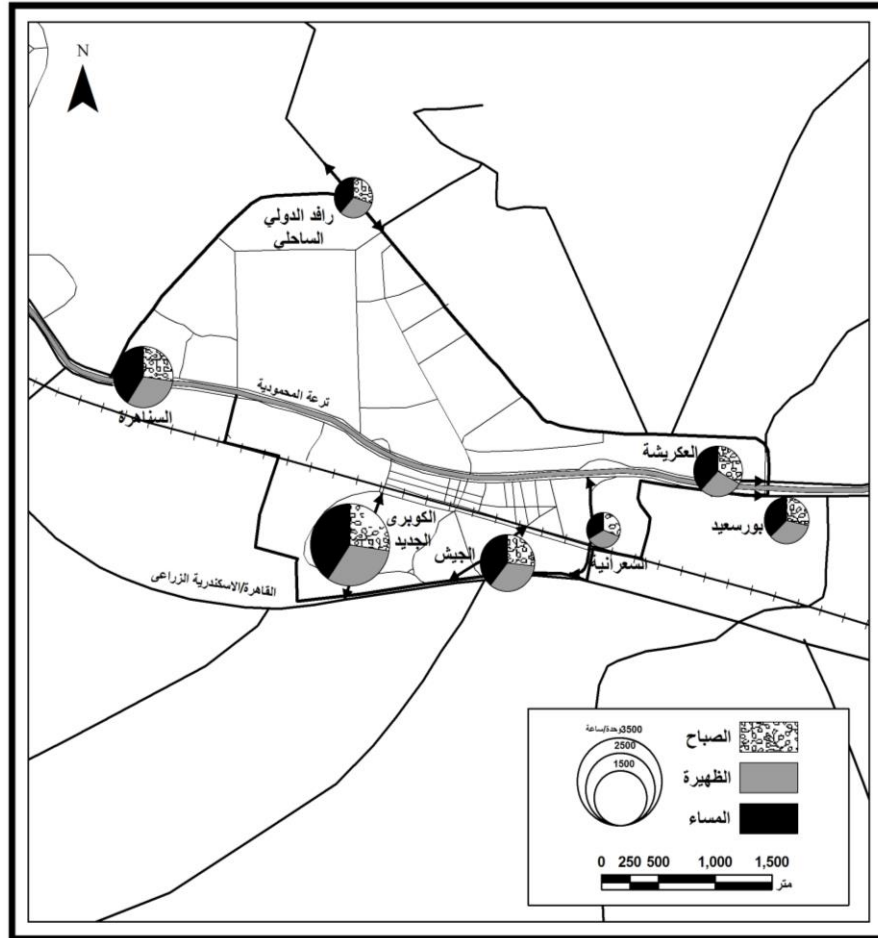 N
رافد الدولي
الساحلي
السناهرة
ترعة المحمودية
العكريشة
الكوبرى
الجديد
الجيش
الشعرانية
بورسعيد
القاهرة/الاسكندرية الزراعى
3500وحدة/ساعة
2500
1500
الصباح
الظهيرة
المساء
0 250 500 1,000 1,500
متر